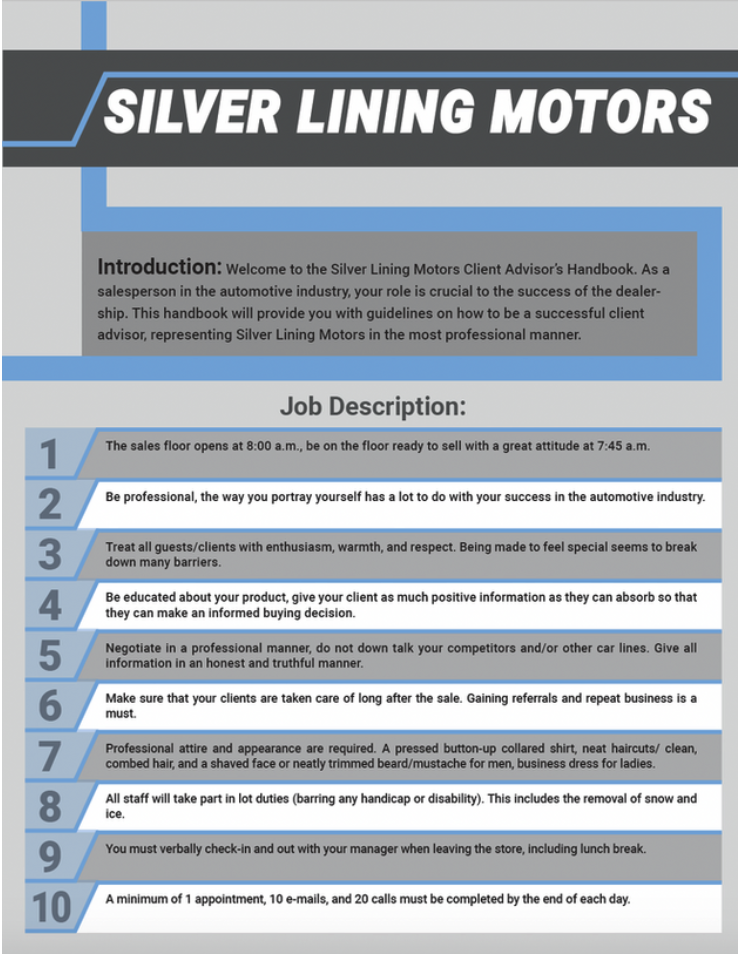 SILVER LINING MOTORS
Introduction: Welcome to the Silver Lining Motors Client Advisor's Handbook. As a
salesperson in the automotive industry, your role is crucial to the success of the dealer-
ship. This handbook will provide you with guidelines on how to be a successful client
advisor, representing Silver Lining Motors in the most professional manner.
Job Description:
1
The sales floor opens at 8:00 a.m., be on the floor ready to sell with a great attitude at 7:45 a.m.
2
Be professional, the way you portray yourself has a lot to do with your success in the automotive industry.
3
Treat all guests/clients with enthusiasm, warmth, and respect. Being made to feel special seems to break
down many barriers.
4
Be educated about your product, give your client as much positive information as they can absorb so that
they can make an informed buying decision.
5
Negotiate in a professional manner, do not down talk your competitors and/or other car lines. Give all
information in an honest and truthful manner.
6
Make sure that your clients are taken care of long after the sale. Gaining referrals and repeat business is a
must.
7
Professional attire and appearance are required. A pressed button-up collared shirt, neat haircuts/ clean,
combed hair, and a shaved face or neatly trimmed beard/mustache for men, business dress for ladies.
8
All staff will take part in lot duties (barring any handicap or disability). This includes the removal of snow and
ice.
9
You must verbally check-in and out with your manager when leaving the store, including lunch break.
10
A minimum of 1 appointment, 10 e-mails, and 20 calls must be completed by the end of each day.